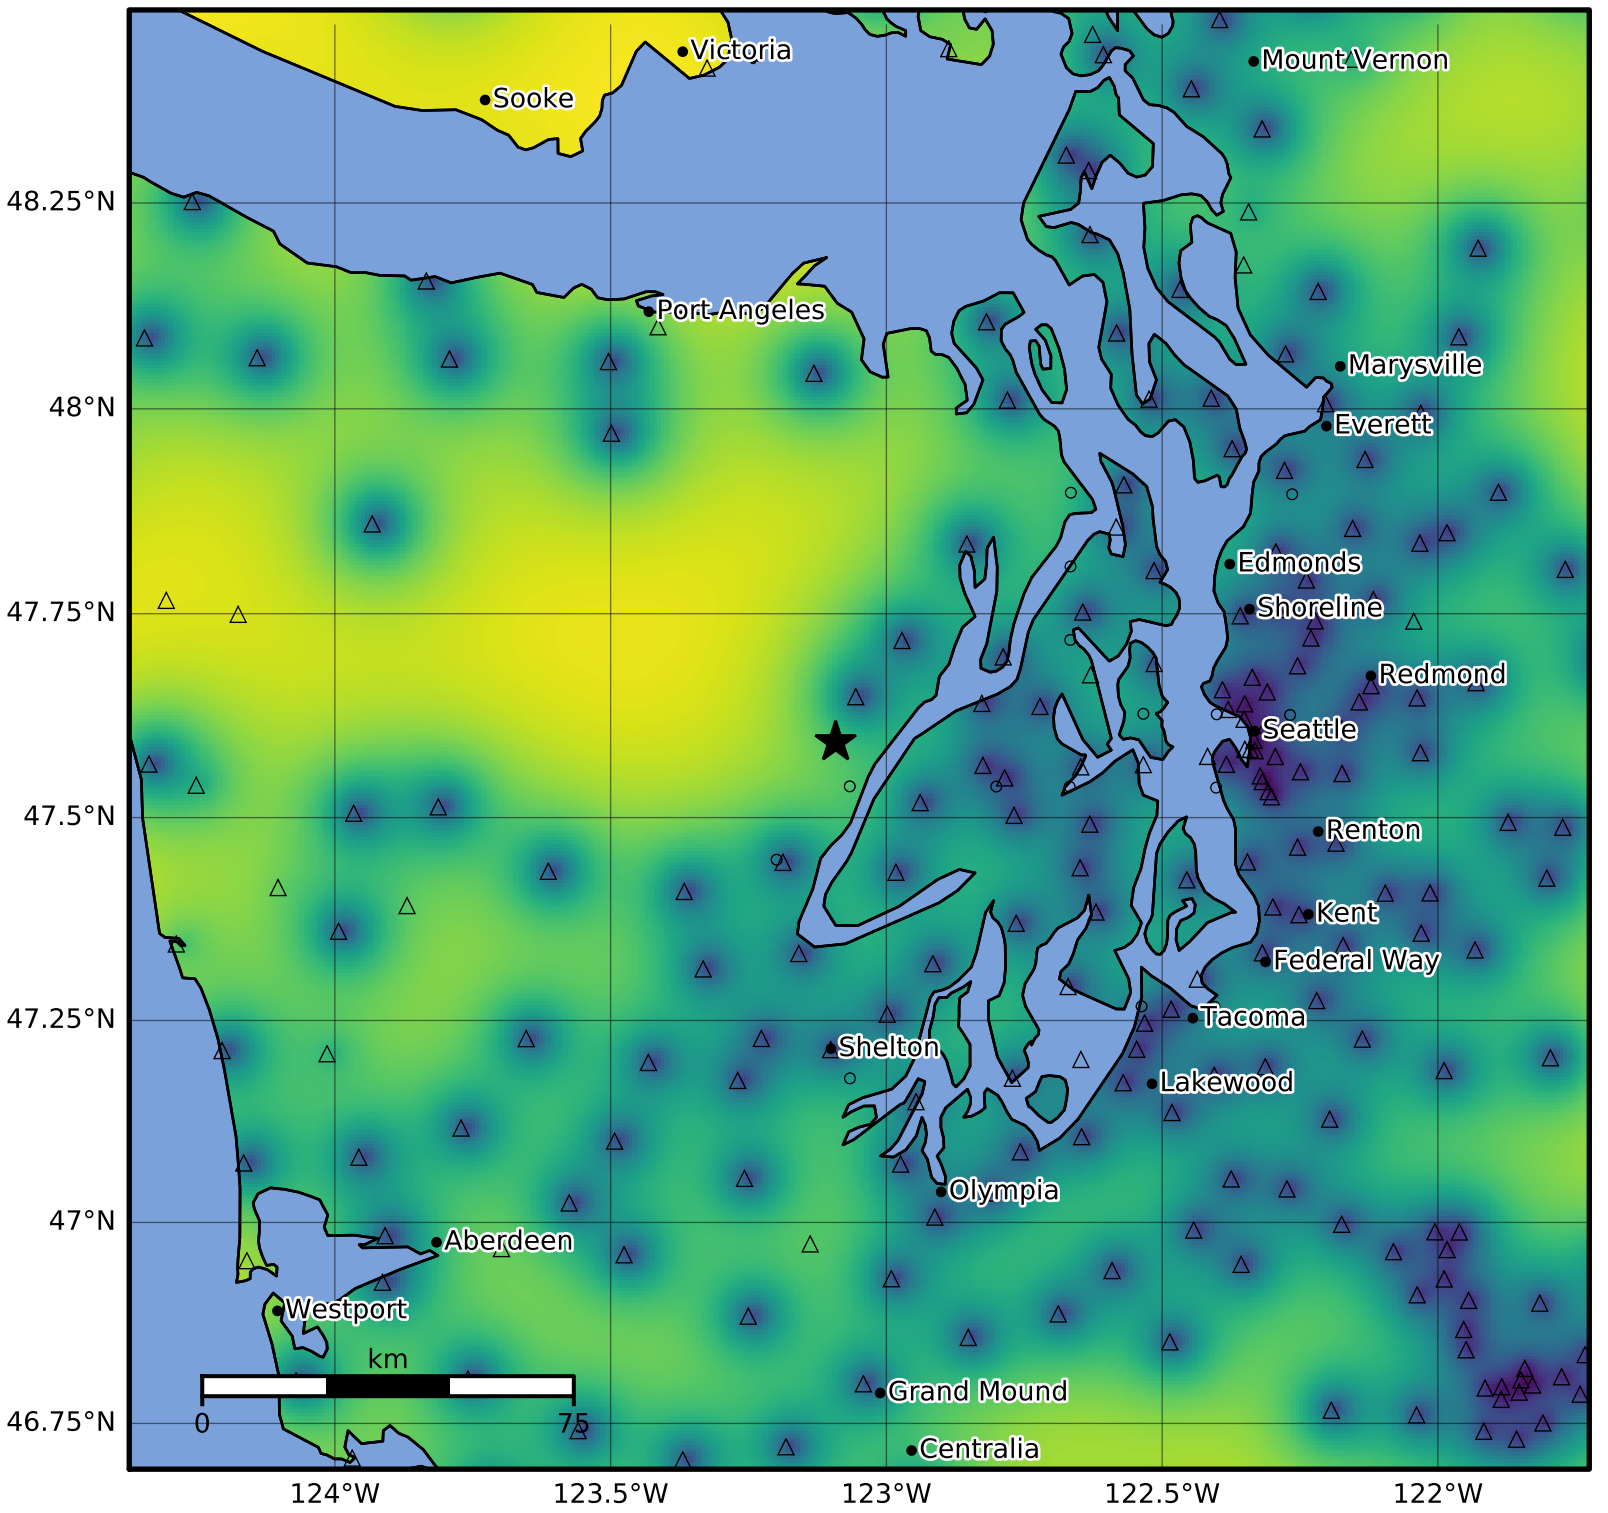 Victoria
Mount Vernon
Sooke
48.25°N
Port Angeles
Marysville
48°N
Everett
Edmonds
47.75°N
Shoreline
Redmond
Seattle
47.5°N
Renton
Kent
Federal Way
47.25°N
Tacoma
Shelton
Lakewood
Olympia
47°N
Aberdeen
Westport
km
Grand Mound
0
75
46.75°N
Centralia
124°W
123.5°W
123°W
122.5°W
122°W